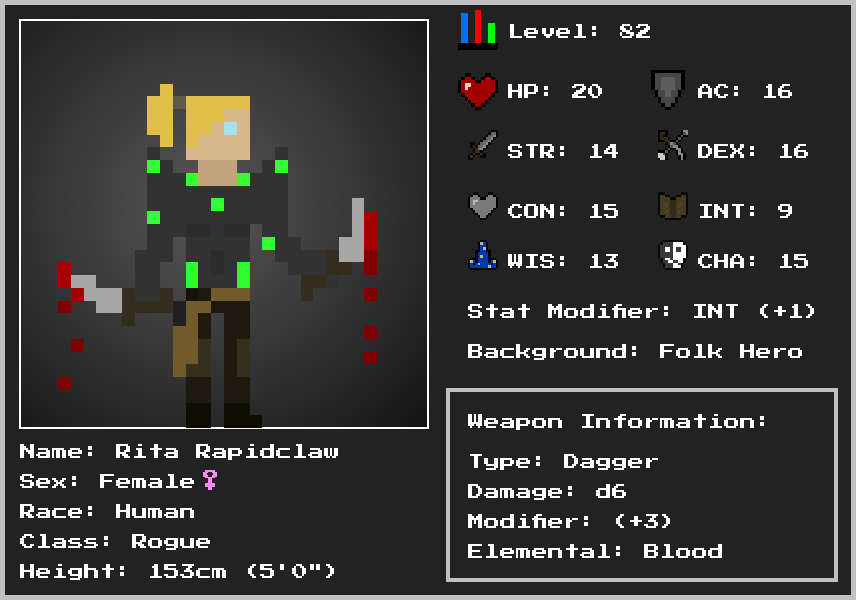 Level: 82
HP: 20
AC: 16
STR: 14
DEX: 16
CON: 15
INT: 9
WIS: 13
CHA: 15
Stat Modifier: INT (+1)
Background: Folk Hero
Weapon Information:
Type: Dagger
Damage: d6
Modifier: (+3)
Elemental: Blood
Name: Rita Rapidclaw
Sex: Female♀
Race: Human
Class: Rogue
Height: 153cm (5'0")